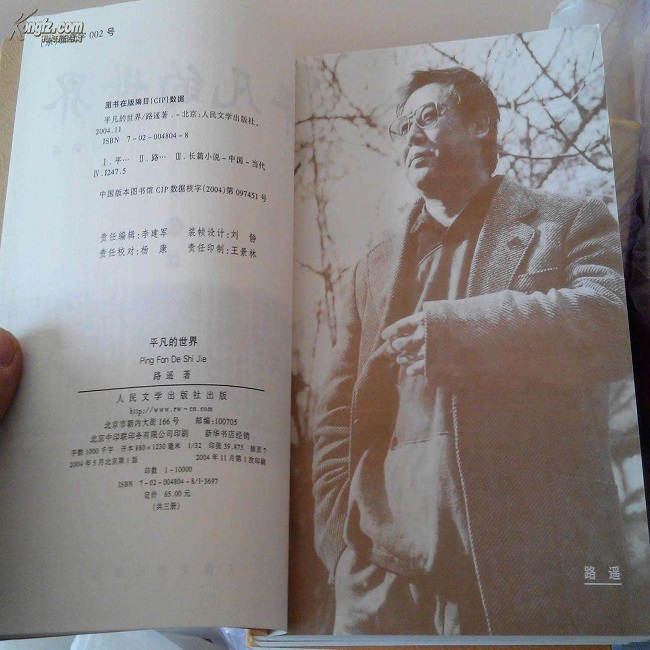 Kongfz.com
002 号
图书在版编目(CIP)数据
平凡的世界/路遥著.-北京:人民文学出版社,
2004.11
ISBN 7-02-004804-8
Ⅰ.平… Ⅱ.路… Ⅲ.长篇小说-中国-当代
Ⅳ.I247.5
中国版本图书馆 CIP 数据核字(2004)第 097451 号
责任编辑:李建军 装帧设计:刘 静
责任校对:杨 康 责任印制:王景林
平凡的世界
Ping Fan De Shi Jie
路遥 著
人民文学出版社出版
http://www.rw-cn.com
北京市朝内大街 166 号 邮编:100705
北京中印联印务有限公司印刷 新华书店经销
字数 1000 千字 开本 880×1230 毫米 1/32 印张 39.875 插页 7
2004 年 5 月北京第 1 版 2004 年 11 月第 1 次印刷
印数 1-10000
ISBN 7-02-004804-8/I·3697
定价 65.00 元
(共三册)
路 遥